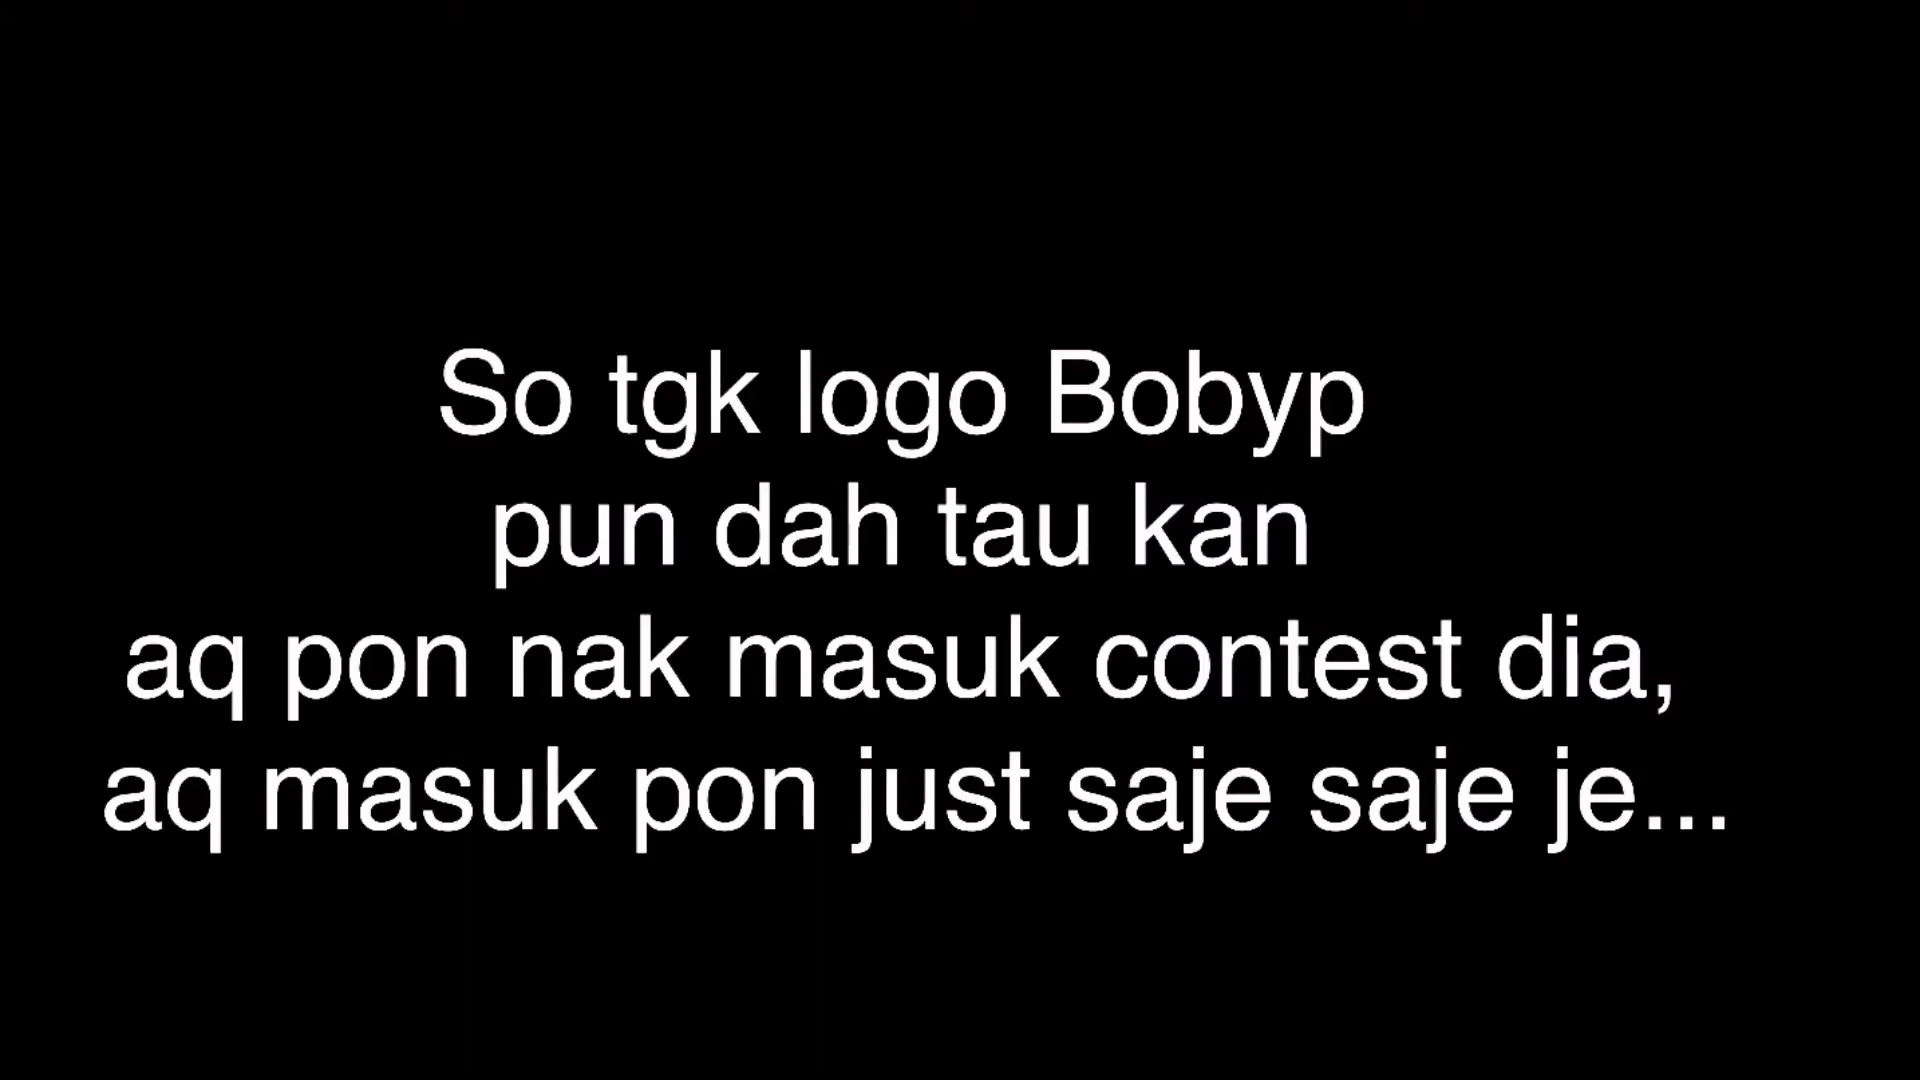 So tgk logo Bobyp
pun dah tau kan
aq pon nak masuk contest dia,
aq masuk pon just saje saje je...